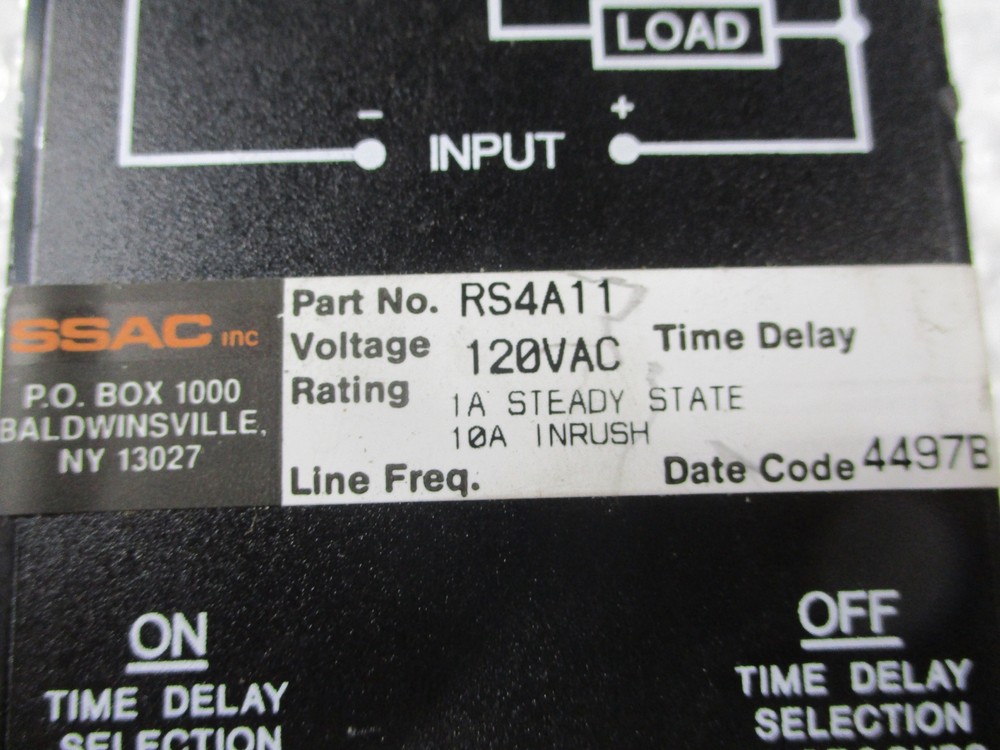 LOAD
- +
INPUT
SSAC inc
P.O. BOX 1000
BALDWINSVILLE,
NY 13027
Part No. RS4A11
Voltage 120VAC Time Delay
Rating 1A STEADY STATE
10A INRUSH
Line Freq. Date Code 4497B
ON
TIME DELAY
SELECTION
OFF
TIME DELAY
SELECTION